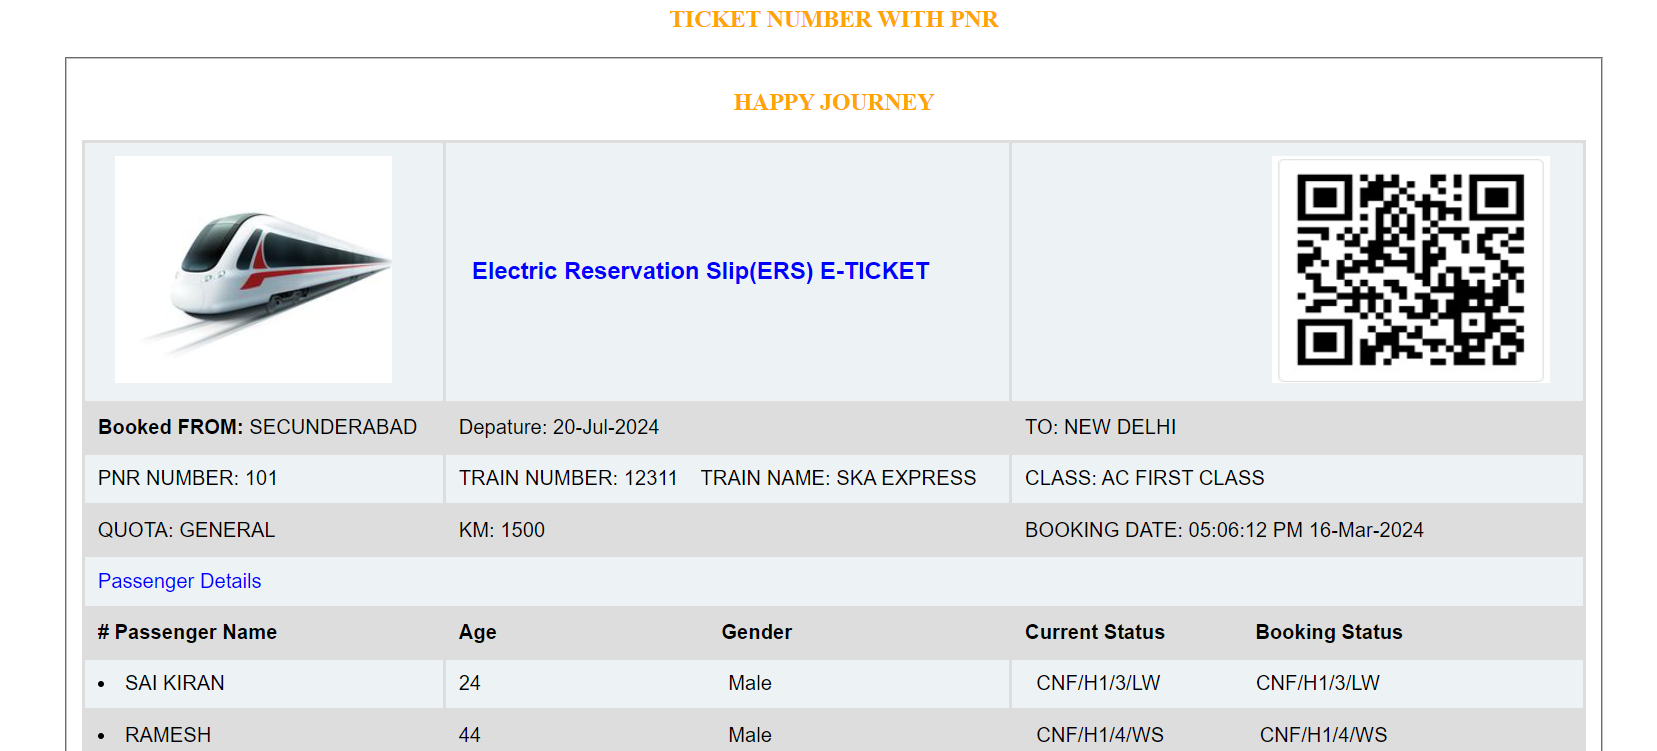 TICKET NUMBER WITH PNR
HAPPY JOURNEY
Electric Reservation Slip(ERS) E-TICKET
Booked FROM: SECUNDERABAD Depature: 20-Jul-2024 TO: NEW DELHI
PNR NUMBER: 101 TRAIN NUMBER: 12311 TRAIN NAME: SKA EXPRESS CLASS: AC FIRST CLASS
QUOTA: GENERAL KM: 1500 BOOKING DATE: 05:06:12 PM 16-Mar-2024
Passenger Details
# Passenger Name Age Gender Current Status Booking Status
• SAI KIRAN 24 Male CNF/H1/3/LW CNF/H1/3/LW
• RAMESH 44 Male CNF/H1/4/WS CNF/H1/4/WS